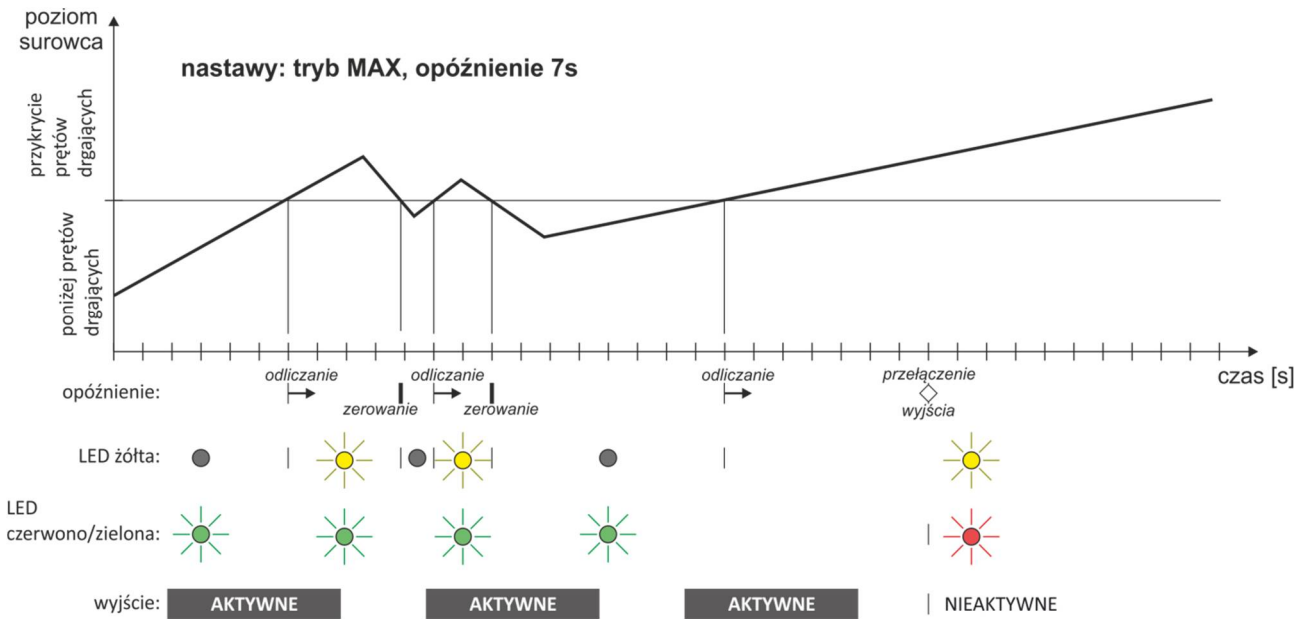 poziom
surowca
nastawy: tryb MAX, opóźnienie 7s
przykrycie
prętów
drgających
poniżej prętów
drgających
czas [s]
opóźnienie:
odliczanie
zerowanie
odliczanie
zerowanie
odliczanie
przełączenie
wyjścia
LED żółta:
LED
czerwono/zielona:
wyjście:
AKTYWNE
AKTYWNE
AKTYWNE
NIEAKTYWNE